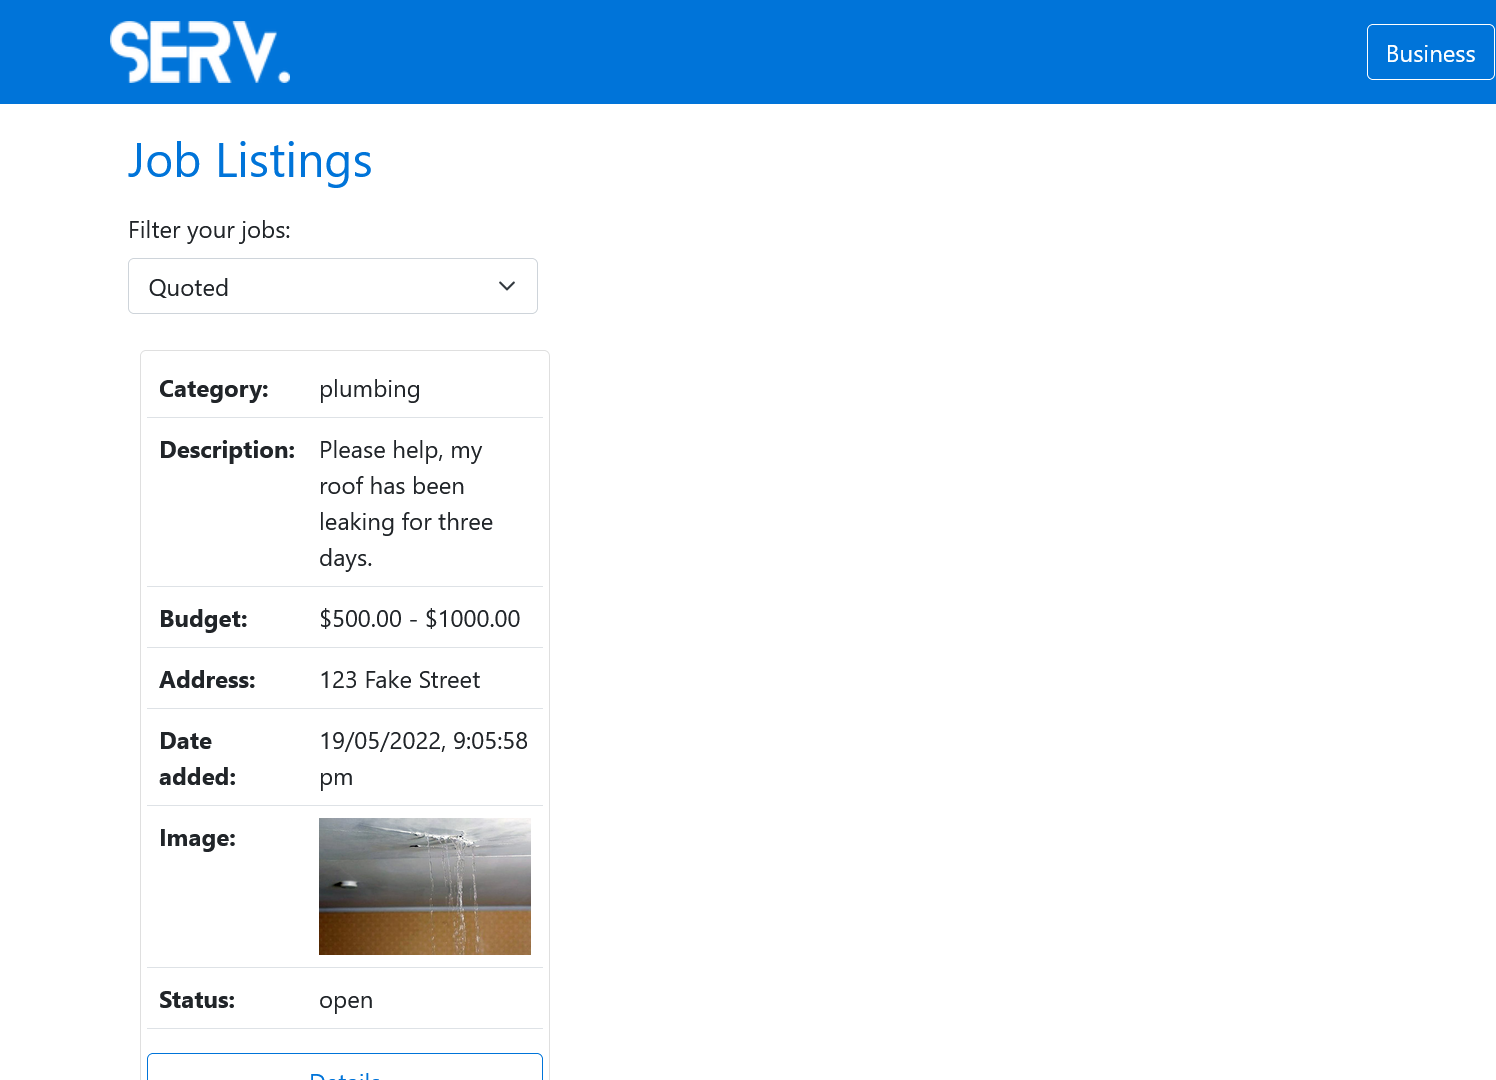 SERV.
Business
Job Listings
Filter your jobs:
Quoted
Category: plumbing
Description: Please help, my
roof has been
leaking for three
days.
Budget: $500.00 - $1000.00
Address: 123 Fake Street
Date 19/05/2022, 9:05:58
added: pm
Image:
Status: open
Details